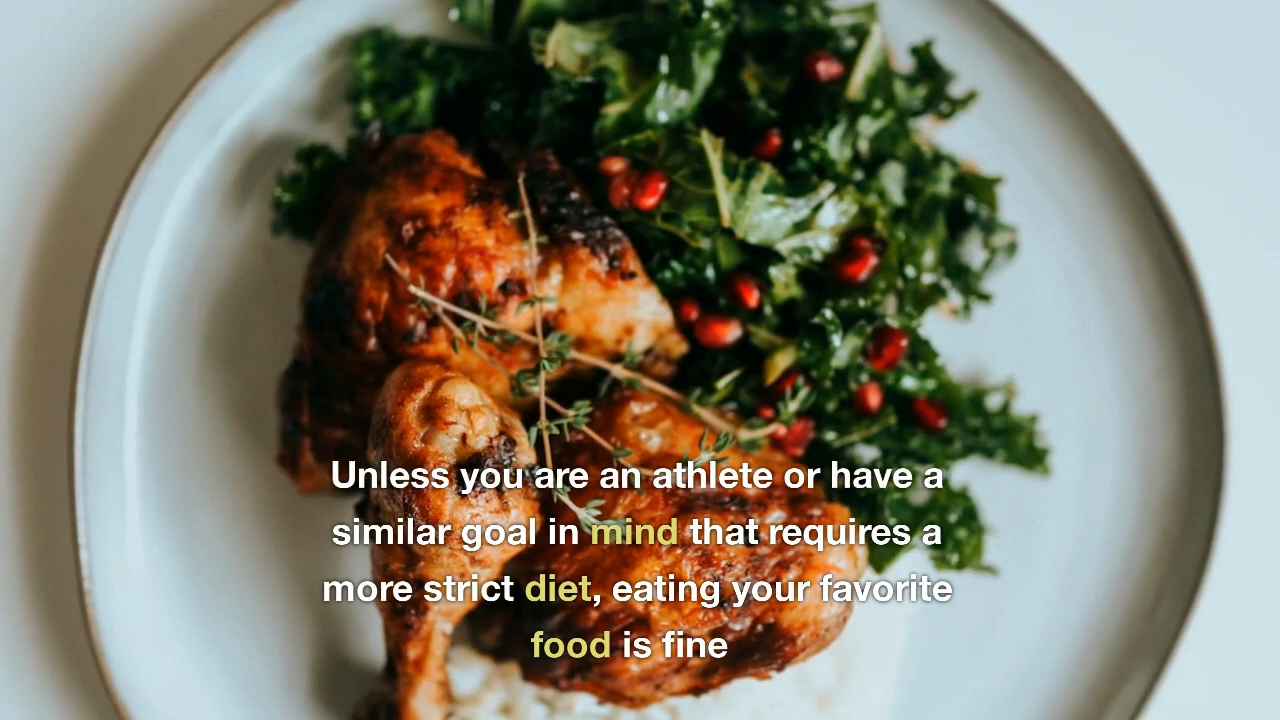 Unless you are an athlete or have a
similar goal in mind that requires a
more strict diet, eating your favorite
food is fine